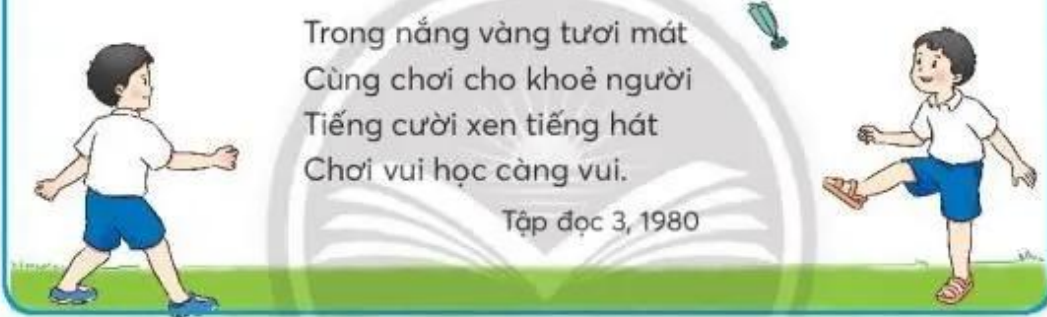 Trong nắng vàng tươi mát
Cùng chơi cho khoẻ người
Tiếng cười xen tiếng hát
Chơi vui học càng vui.
Tập đọc 3, 1980